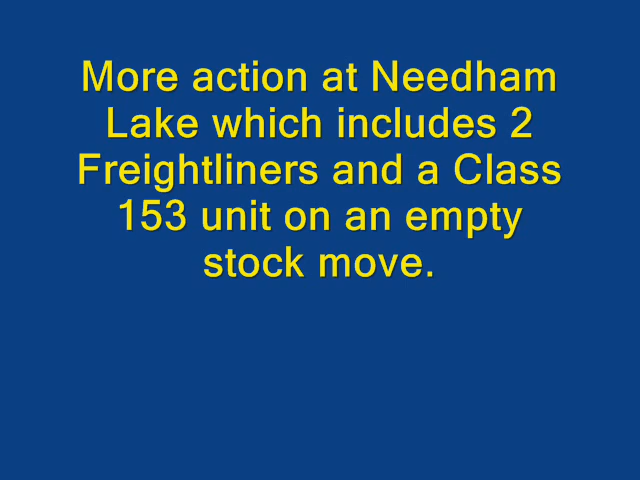 More action at Needham
Lake which includes 2
Freightliners and a Class
153 unit on an empty
stock move.